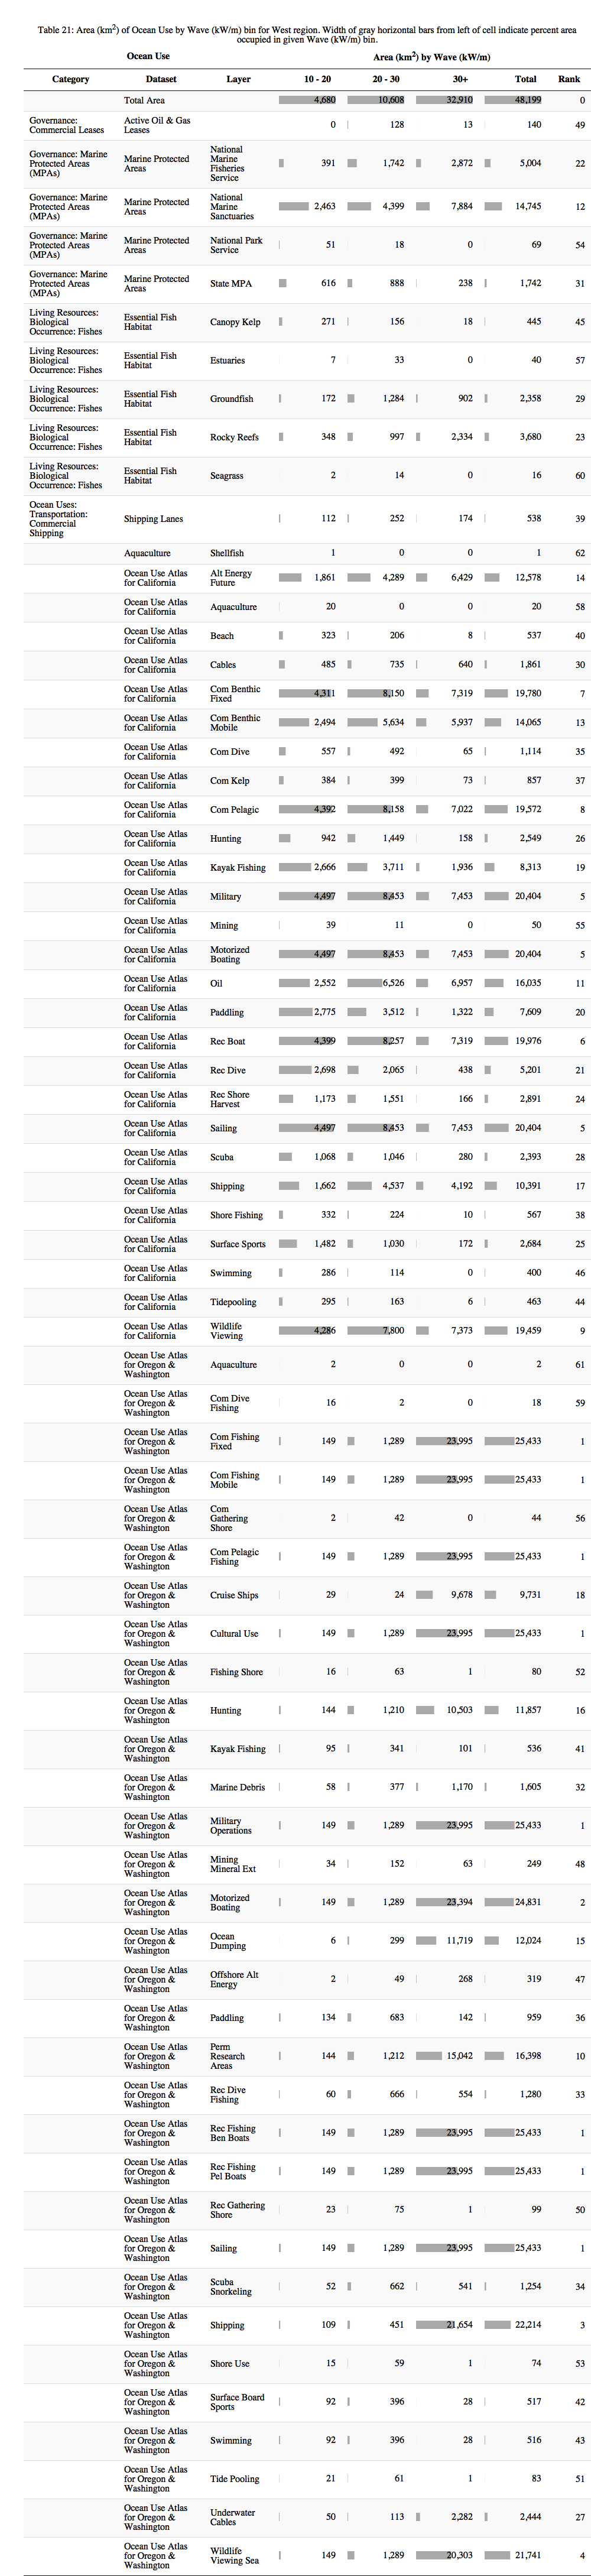 Table 21: Area (km2) of Ocean Use by Wave (kW/m) bin for West region. Width of gray horizontal bars from left of cell indicate percent area
occupied in given Wave (kW/m) bin.
Ocean Use Area (km2) by Wave (kW/m)
Category Dataset Layer 10 - 20 20 - 30 30+ Total Rank
Total Area 4,680 10,608 32,910 48,199 0
Governance: Active Oil & Gas
Commercial Leases Leases 0 128 13 140 49
Governance: Marine
Protected Areas
(MPAs)
Marine Protected
Areas
National
Marine
Fisheries
Service
391 1,742 2,872 5,004 22
Governance: Marine
Protected Areas
(MPAs)
Marine Protected
Areas
National
Marine
Sanctuaries
2,463 4,399 7,884 14,745 12
Governance: Marine
Protected Areas
(MPAs)
Marine Protected
Areas
National Park
Service
51 18 0 69 54
Governance: Marine
Protected Areas
(MPAs)
Marine Protected
Areas
State MPA 616 888 238 1,742 31
Living Resources:
Biological
Occurrence: Fishes
Essential Fish
Habitat
Canopy Kelp 271 156 18 445 45
Living Resources:
Biological
Occurrence: Fishes
Essential Fish
Habitat
Estuaries 7 33 0 40 57
Living Resources:
Biological
Occurrence: Fishes
Essential Fish
Habitat
Groundfish 172 1,284 902 2,358 29
Living Resources:
Biological
Occurrence: Fishes
Essential Fish
Habitat
Rocky Reefs 348 997 2,334 3,680 23
Living Resources:
Biological
Occurrence: Fishes
Essential Fish
Habitat
Seagrass 2 14 0 16 60
Ocean Uses:
Transportation:
Commercial
Shipping
Shipping Lanes 112 252 174 538 39
Aquaculture Shellfish 1 0 0 1 62
Ocean Use Atlas Alt Energy
for California Future 1,861 4,289 6,429 12,578 14
Ocean Use Atlas
for California Aquaculture 20 0 0 20 58
Ocean Use Atlas
for California Beach 323 206 8 537 40
Ocean Use Atlas
for California Cables 485 735 640 1,861 30
Ocean Use Atlas Com Benthic
for California Fixed 4,311 8,150 7,319 19,780 7
Ocean Use Atlas Com Benthic
for California Mobile 2,494 5,634 5,937 14,065 13
Ocean Use Atlas
for California Com Dive 557 492 65 1,114 35
Ocean Use Atlas
for California Com Kelp 384 399 73 857 37
Ocean Use Atlas
for California Com Pelagic 4,392 8,158 7,022 19,572 8
Ocean Use Atlas
for California Hunting 942 1,449 158 2,549 26
Ocean Use Atlas
for California Kayak Fishing 2,666 3,711 1,936 8,313 19
Ocean Use Atlas
for California Military 4,497 8,453 7,453 20,404 5
Ocean Use Atlas
for California Mining 39 11 0 50 55
Ocean Use Atlas Motorized
for California Boating 4,497 8,453 7,453 20,404 5
Ocean Use Atlas
for California Oil 2,552 6,526 6,957 16,035 11
Ocean Use Atlas
for California Paddling 2,775 3,512 1,322 7,609 20
Ocean Use Atlas
for California Rec Boat 4,399 8,257 7,319 19,976 6
Ocean Use Atlas
for California Rec Dive 2,698 2,065 438 5,201 21
Ocean Use Atlas Rec Shore
for California Harvest 1,173 1,551 166 2,891 24
Ocean Use Atlas
for California Sailing 4,497 8,453 7,453 20,404 5
Ocean Use Atlas
for California Scuba 1,068 1,046 280 2,393 28
Ocean Use Atlas
for California Shipping 1,662 4,537 4,192 10,391 17
Ocean Use Atlas
for California Shore Fishing 332 224 10 567 38
Ocean Use Atlas
for California Surface Sports 1,482 1,030 172 2,684 25
Ocean Use Atlas
for California Swimming 286 114 0 400 46
Ocean Use Atlas
for California Tidepooling 295 163 6 463 44
Ocean Use Atlas Wildlife
for California Viewing 4,286 7,800 7,373 19,459 9
Ocean Use Atlas
for Oregon & Aquaculture 2 0 0 2 61
Washington
Ocean Use Atlas
for Oregon & Com Dive
Washington Fishing 16 2 0 18 59
Ocean Use Atlas
for Oregon & Com Fishing
Washington Fixed 149 1,289 23,995 25,433 1
Ocean Use Atlas
for Oregon & Com Fishing
Washington Mobile 149 1,289 23,995 25,433 1
Ocean Use Atlas Com
for Oregon & Gathering 2 42 0 44 56
Washington Shore
Ocean Use Atlas
for Oregon & Com Pelagic
Washington Fishing 149 1,289 23,995 25,433 1
Ocean Use Atlas
for Oregon & Cruise Ships 29 24 9,678 9,731 18
Washington
Ocean Use Atlas
for Oregon & Cultural Use 149 1,289 23,995 25,433 1
Washington
Ocean Use Atlas
for Oregon & Fishing Shore 16 63 1 80 52
Washington
Ocean Use Atlas
for Oregon & Hunting 144 1,210 10,503 11,857 16
Washington
Ocean Use Atlas
for Oregon & Kayak Fishing 95 341 101 536 41
Washington
Ocean Use Atlas
for Oregon & Marine Debris 58 377 1,170 1,605 32
Washington
Ocean Use Atlas
for Oregon & Military
Washington Operations 149 1,289 23,995 25,433 1
Ocean Use Atlas
for Oregon & Mining
Washington Mineral Ext 34 152 63 249 48
Ocean Use Atlas
for Oregon & Motorized
Washington Boating 149 1,289 23,394 24,831 2
Ocean Use Atlas
for Oregon & Ocean
Washington Dumping 6 299 11,719 12,024 15
Ocean Use Atlas
for Oregon & Offshore Alt
Washington Energy 2 49 268 319 47
Ocean Use Atlas
for Oregon & Paddling 134 683 142 959 36
Washington
Ocean Use Atlas Perm
for Oregon & Research 144 1,212 15,042 16,398 10
Washington Areas
Ocean Use Atlas
for Oregon & Rec Dive
Washington Fishing 60 666 554 1,280 33
Ocean Use Atlas
for Oregon & Rec Fishing
Washington Ben Boats 149 1,289 23,995 25,433 1
Ocean Use Atlas
for Oregon & Rec Fishing
Washington Pel Boats 149 1,289 23,995 25,433 1
Ocean Use Atlas
for Oregon & Rec Gathering
Washington Shore 23 75 1 99 50
Ocean Use Atlas
for Oregon & Sailing 149 1,289 23,995 25,433 1
Washington
Ocean Use Atlas
for Oregon & Scuba
Washington Snorkeling 52 662 541 1,254 34
Ocean Use Atlas
for Oregon & Shipping 109 451 21,654 22,214 3
Washington
Ocean Use Atlas
for Oregon & Shore Use 15 59 1 74 53
Washington
Ocean Use Atlas
for Oregon & Surface Board
Washington Sports 92 396 28 517 42
Ocean Use Atlas
for Oregon & Swimming 92 396 28 516 43
Washington
Ocean Use Atlas
for Oregon & Tide Pooling 21 61 1 83 51
Washington
Ocean Use Atlas
for Oregon & Underwater
Washington Cables 50 113 2,282 2,444 27
Ocean Use Atlas
for Oregon & Wildlife
Washington Viewing Sea 149 1,289 20,303 21,741 4